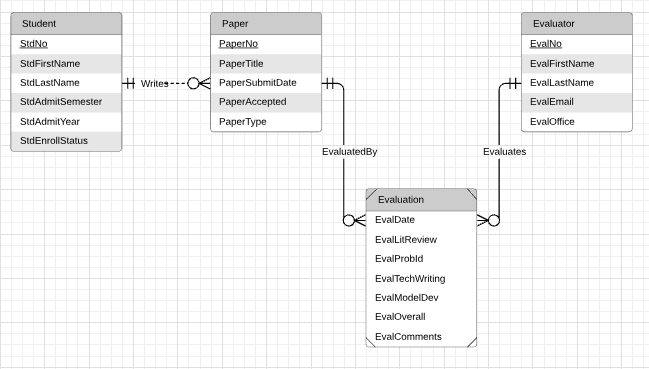 Student
StdNo
StdFirstName
StdLastName
StdAdmitSemester
StdAdmitYear
StdEnrollStatus
Writes
Paper
PaperNo
PaperTitle
PaperSubmitDate
PaperAccepted
PaperType
Evaluator
EvalNo
EvalFirstName
EvalLastName
EvalEmail
EvalOffice
EvaluatedBy
Evaluates
Evaluation
EvalDate
EvalLitReview
EvalProbId
EvalTechWriting
EvalModelDev
EvalOverall
EvalComments